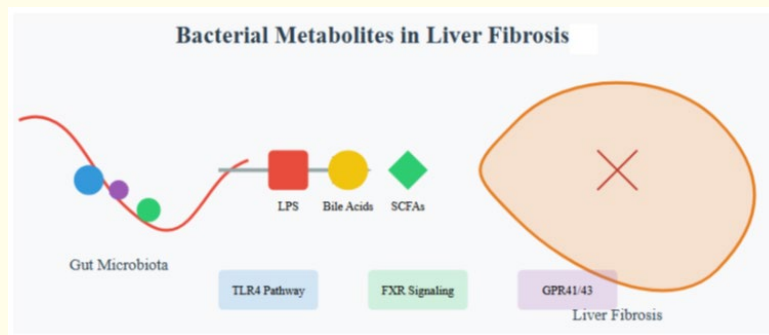 Bacterial Metabolites in Liver Fibrosis
LPS
Bile Acids
SCFAs
Gut Microbiota
TLR4 Pathway
FXR Signaling
GPR41/43
Liver Fibrosis